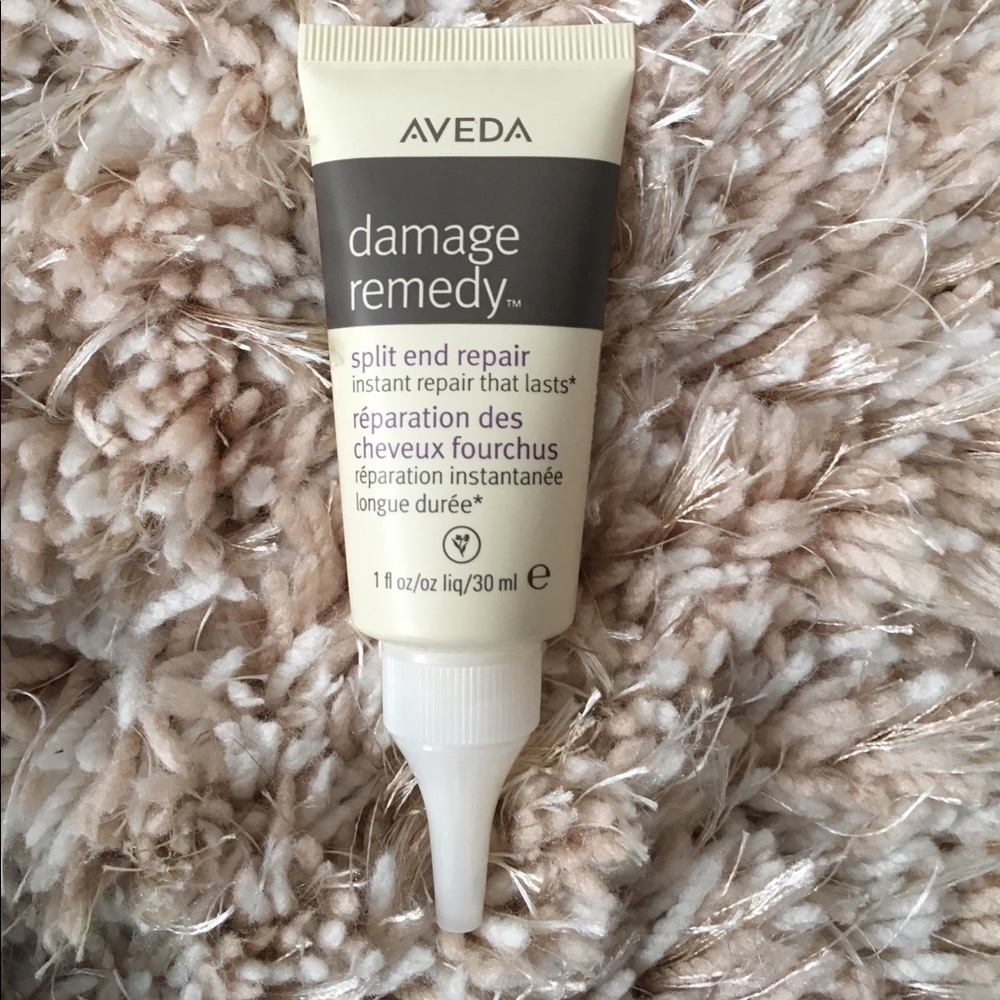 AVEDA
damage
remedy™
split end repair
instant repair that lasts*
réparation des
cheveux fourchus
réparation instantanée
longue durée*
1 fl oz/oz liq/30 ml ℮